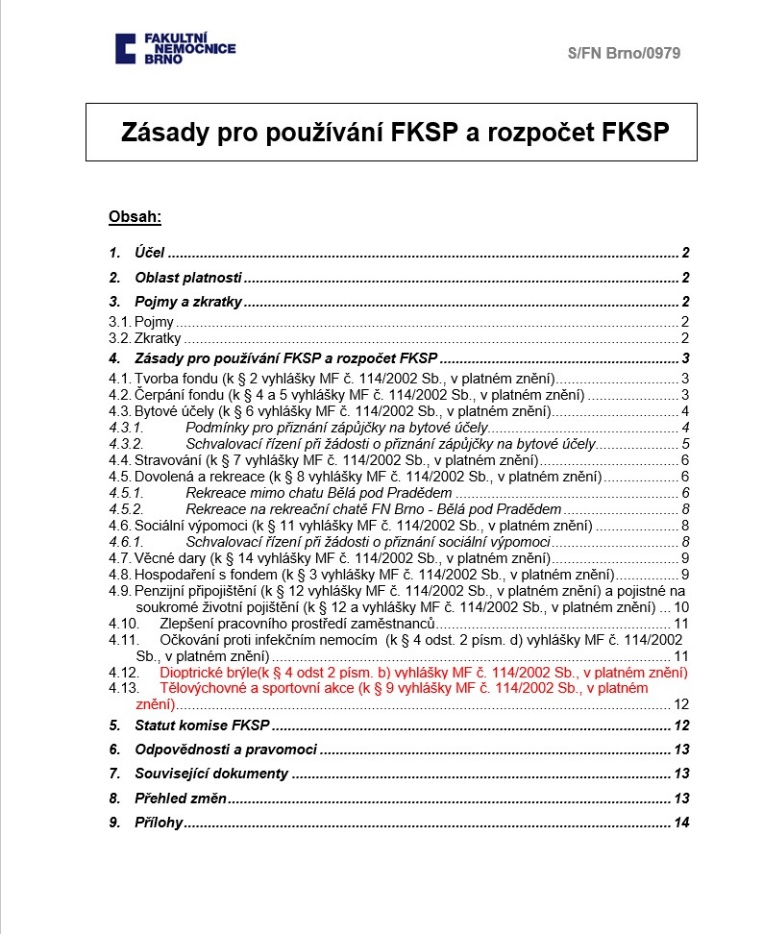 FAKULTNÍ
NEMOCNICE
BRNO
S/FN Brno/0979
Zásady pro používání FKSP a rozpočet FKSP
Obsah:
1. Účel 2
2. Oblast platnosti 2
3. Pojmy a zkratky 2
3.1. Pojmy 2
3.2. Zkratky 2
4. Zásady pro používání FKSP a rozpočet FKSP 3
4.1. Tvorba fondu (k § 2 vyhlášky MF č. 114/2002 Sb., v platném znění) 3
4.2. Čerpání fondu (k § 4 a 5 vyhlášky MF č. 114/2002 Sb., v platném znění) 3
4.3. Bytové účely (k § 6 vyhlášky MF č. 114/2002 Sb., v platném znění) 4
4.3.1. Podmínky pro přiznání zápůjčky na bytové účely 4
4.3.2. Schvalovací řízení při žádosti o přiznání zápůjčky na bytové účely 5
4.4. Stravování (k § 7 vyhlášky MF č. 114/2002 Sb., v platném znění) 6
4.5. Dovolená a rekreace (k § 8 vyhlášky MF č. 114/2002 Sb., v platném znění) 6
4.5.1. Rekreace mimo chatu Bělá pod Pradědem 6
4.5.2. Rekreace na rekreační chatě FN Brno - Bělá pod Pradědem 8
4.6. Sociální výpomoci (k § 11 vyhlášky MF č. 114/2002 Sb., v platném znění) 8
4.6.1. Schvalovací řízení při žádosti o přiznání sociální výpomoci 8
4.7. Věcné dary (k § 14 vyhlášky MF č. 114/2002 Sb., v platném znění) 9
4.8. Hospodaření s fondem (k § 3 vyhlášky MF č. 114/2002 Sb., v platném znění) 9
4.9. Penzijní připojištění (k § 12 vyhlášky MF č. 114/2002 Sb., v platném znění) a pojistné na
soukromé životní pojištění (k § 12 a vyhlášky MF č. 114/2002 Sb., v platném znění) ... 10
4.10. Zlepšení pracovního prostředí zaměstnanců 11
4.11. Očkování proti infekčním nemocím (k § 4 odst. 2 písm. d) vyhlášky MF č. 114/2002
Sb., v platném znění) 11
4.12. Dioptrické brýle(k § 4 odst 2 písm. b) vyhlášky MF č. 114/2002 Sb., v platném znění)
4.13. Tělovýchovné a sportovní akce (k § 9 vyhlášky MF č. 114/2002 Sb., v platném
znění) 12
5. Statut komise FKSP 12
6. Odpovědnosti a pravomoci 13
7. Související dokumenty 13
8. Přehled změn 13
9. Přílohy 14